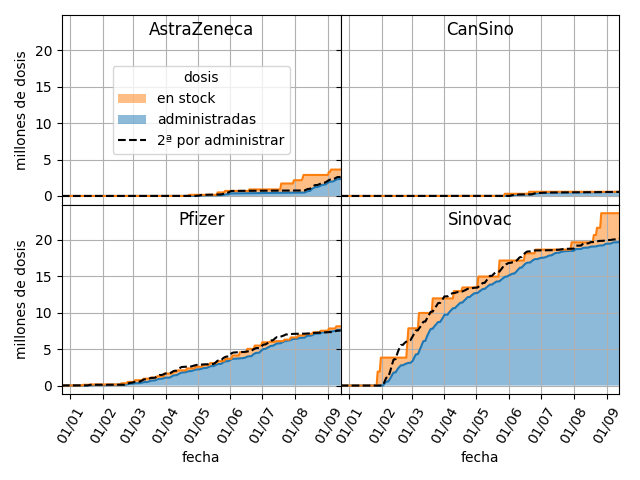 AstraZeneca
CanSino
millones de dosis
20
15
10
5
0
dosis
en stock
administradas
2ª por administrar
Pfizer
Sinovac
millones de dosis
20
15
10
5
0
01/01 01/02 01/03 01/04 01/05 01/06 01/07 01/08 01/09
01/01 01/02 01/03 01/04 01/05 01/06 01/07 01/08 01/09
fecha
fecha